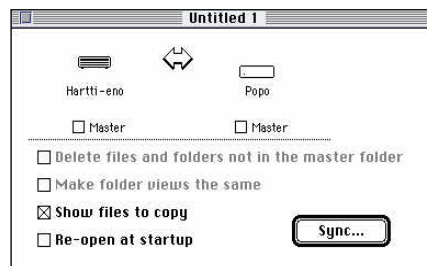 Untitled 1
Hartti-eno Popo
Master Master
Delete files and folders not in the master folder
Make folder views the same
Show files to copy
Re-open at startup
Sync...